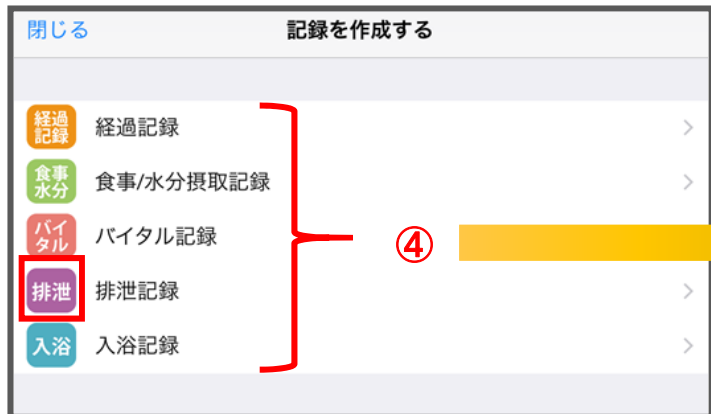 閉じる 記録を作成する
経過
記録
経過記録
食事
水分
食事/水分摂取記録
バイ
タル
バイタル記録
④
排泄
排泄記録
入浴
入浴記録